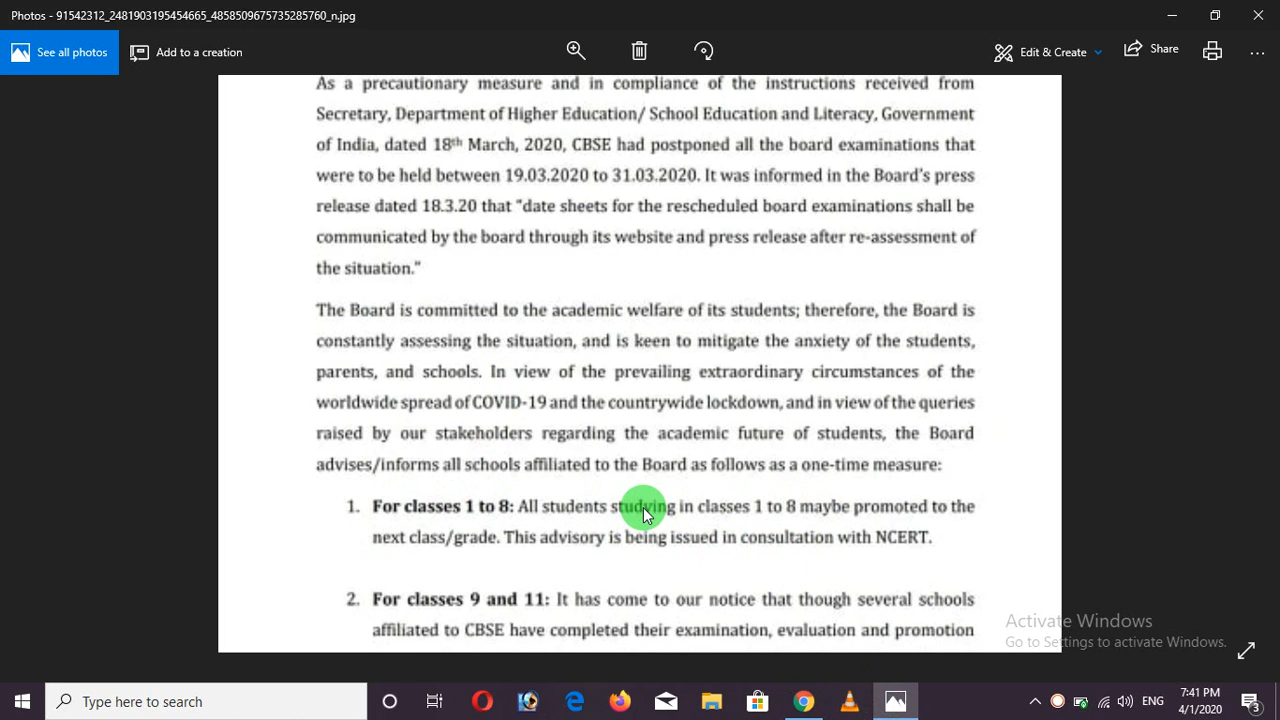 Photos - 91542312_2481903195454665_4858509675735285760_n.jpg
See all photos
Add to a creation
Edit & Create
Share
As a precautionary measure and in compliance of the instructions received from
Secretary, Department of Higher Education/ School Education and Literacy, Government
of India, dated 18th March, 2020, CBSE had postponed all the board examinations that
were to be held between 19.03.2020 to 31.03.2020. It was informed in the Board's press
release dated 18.3.20 that "date sheets for the rescheduled board examinations shall be
communicated by the board through its website and press release after re-assessment of
the situation."
The Board is committed to the academic welfare of its students; therefore, the Board is
constantly assessing the situation, and is keen to mitigate the anxiety of the students,
parents, and schools. In view of the prevailing extraordinary circumstances of the
worldwide spread of COVID-19 and the countrywide lockdown, and in view of the queries
raised by our stakeholders regarding the academic future of students, the Board
advises/informs all schools affiliated to the Board as follows as a one-time measure:
1. For classes 1 to 8: All students studying in classes 1 to 8 maybe promoted to the
next class/grade. This advisory is being issued in consultation with NCERT.
2. For classes 9 and 11: It has come to our notice that though several schools
affiliated to CBSE have completed their examination, evaluation and promotion
Activate Windows
Go to Settings to activate Windows.
Type here to search
ENG
7:41 PM
4/1/2020
3